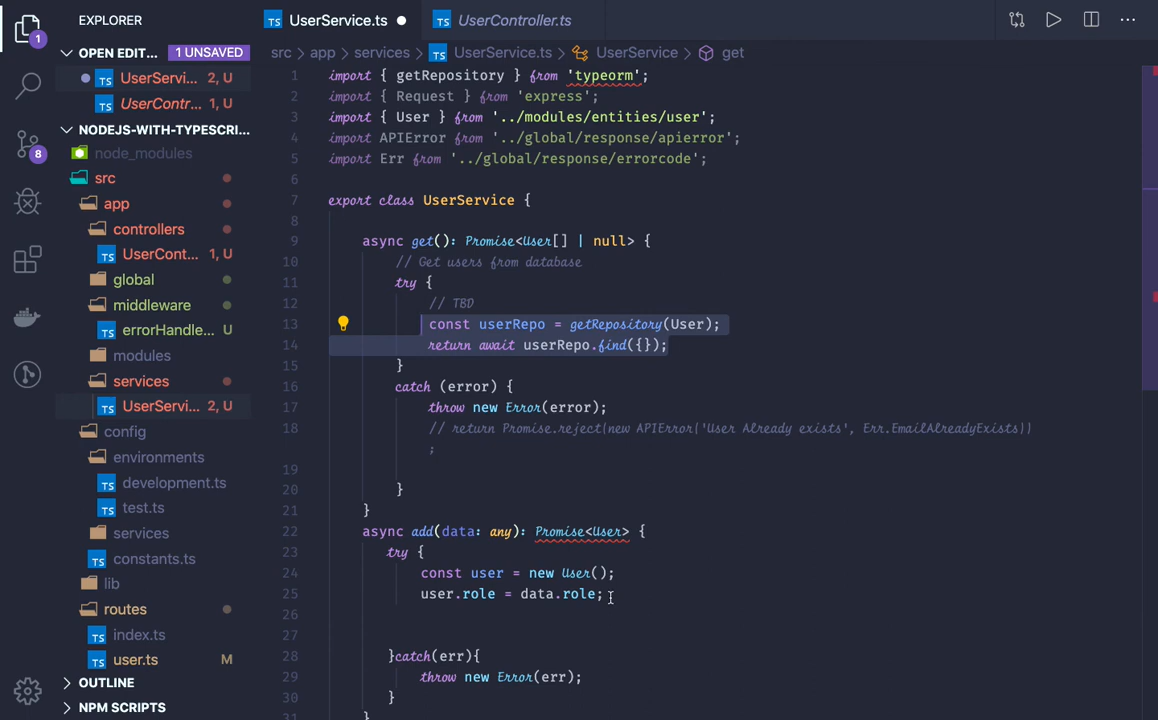 EXPLORER
UserService.ts
UserController.ts
OPEN EDIT... 1 UNSAVED
src > app > services > UserService.ts > UserService > get
1
UserServi... 2, U
UserContr... 1, U
NODEJS-WITH-TYPESCRI...
8
node_modules
src
app
controllers
UserCont... 1, U
global
middleware
errorHandle... U
modules
services
UserServi... 2, U
config
environments
development.ts
test.ts
services
constants.ts
lib
routes
index.ts
user.ts M
OUTLINE
NPM SCRIPTS
1 import { getRepository } from 'typeorm';
2 import { Request } from 'express';
3 import { User } from '../modules/entities/user';
4 import APIError from '../global/response/apierror';
5 import Err from '../global/response/errorcode';
6
7 export class UserService {
8
9 async get(): Promise<User[] | null> {
10 // Get users from database
11 try {
12 // TBD
13 const userRepo = getRepository(User);
14 return await userRepo.find({});
15 }
16 catch (error) {
17 throw new Error(error);
18 // return Promise.reject(new APIError('User Already exists', Err.EmailAlreadyExists))
;
19
20 }
21 }
22 async add(data: any): Promise<User> {
23 try {
24 const user = new User();
25 user.role = data.role;
26
27
28 }catch(err){
29 throw new Error(err);
30 }
31 }